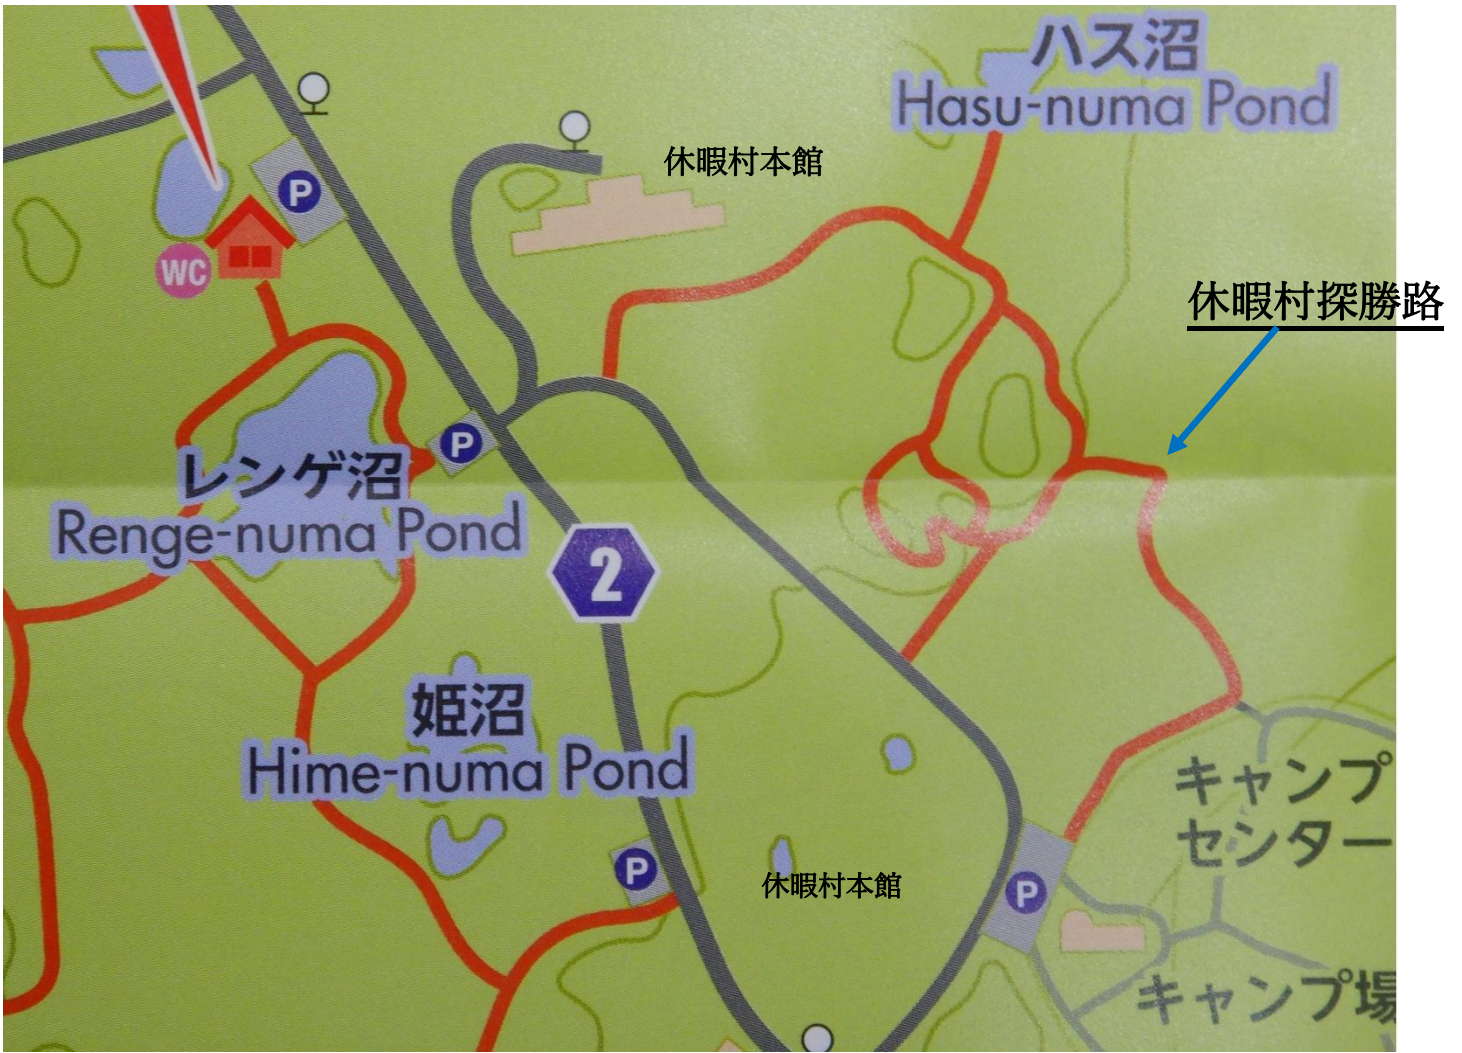 ハス沼
Hasu-numa Pond
休暇村本館
P
WC
休暇村探勝路
P
レンゲ沼
Renge-numa Pond
2
姫沼
Hime-numa Pond
キャンプ
センター
P
休暇村本館
P
キャンプ場